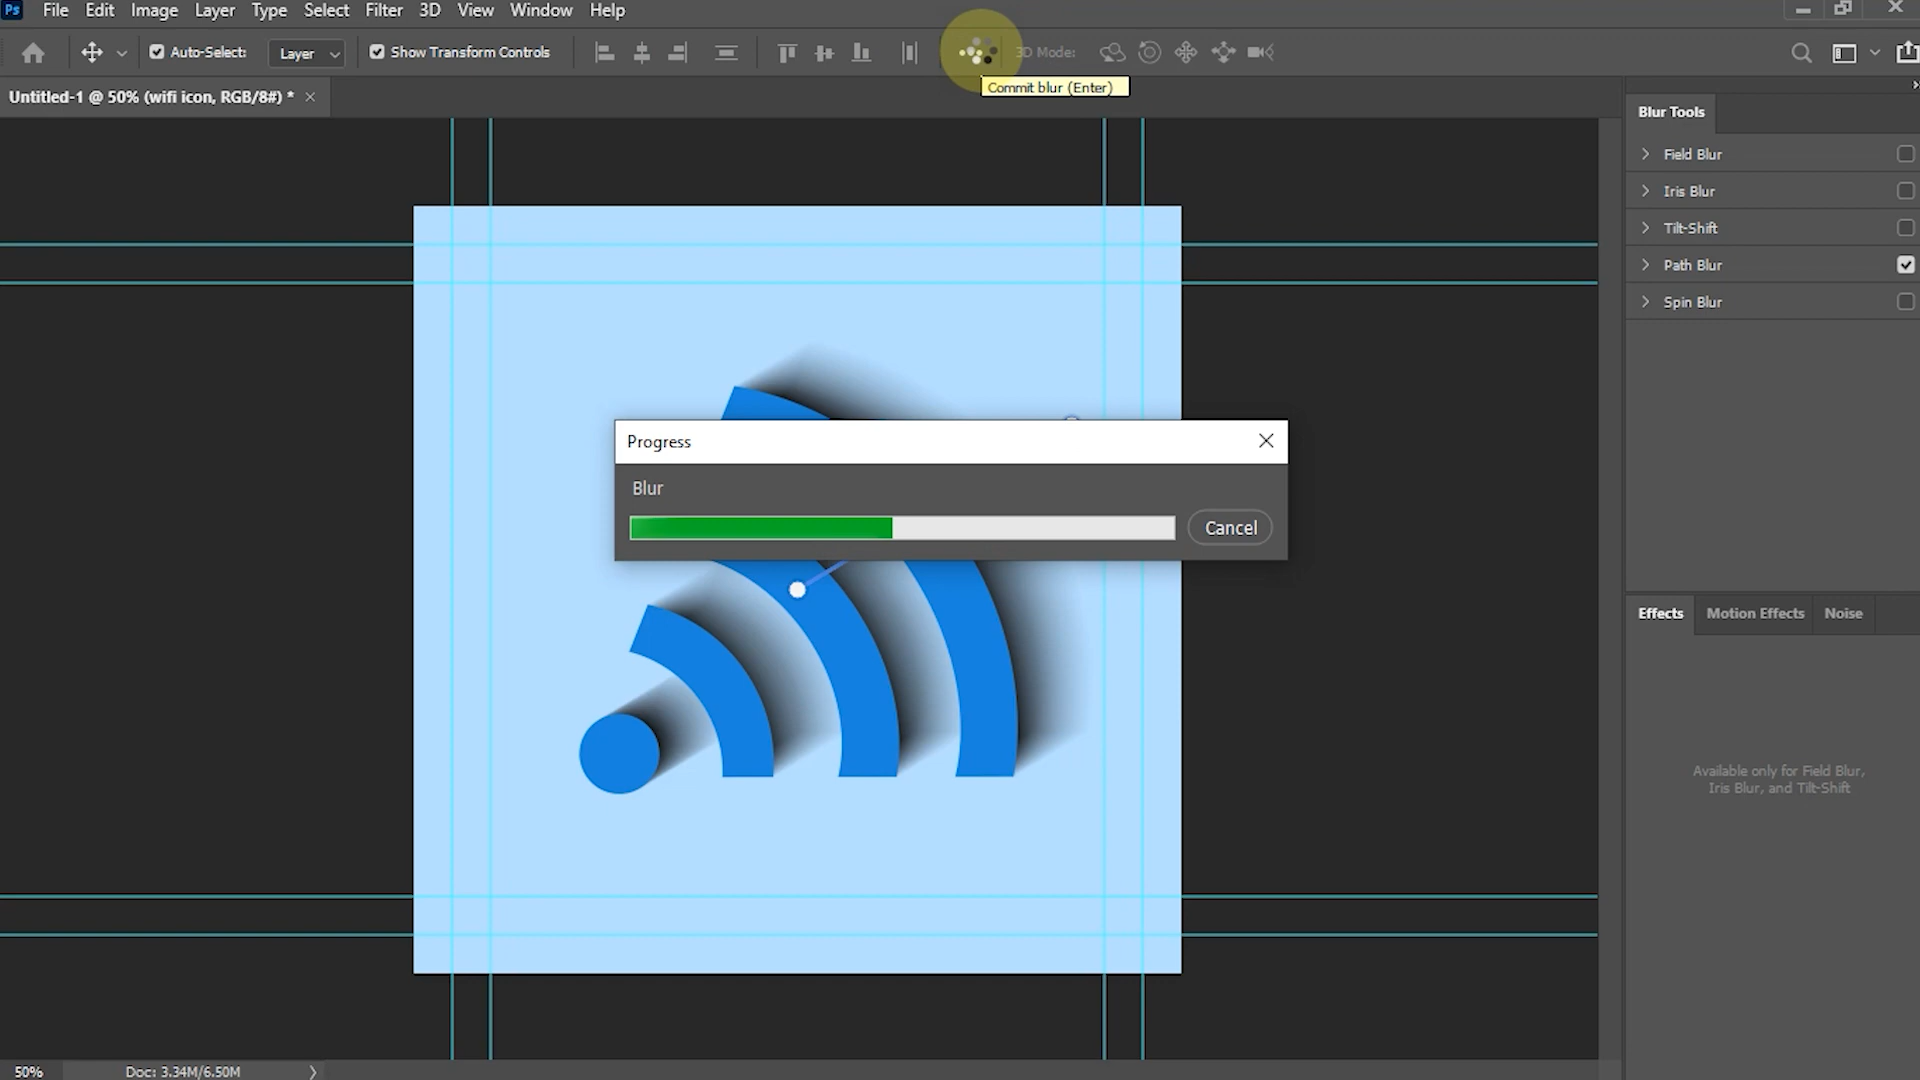 Ps File Edit Image Layer Type Select Filter 3D View Window Help
Auto-Select: Layer Show Transform Controls 3D Mode:
Commit blur (Enter)
Untitled-1 @ 50% (wifi icon, RGB/8#) *
Blur Tools
Field Blur
Iris Blur
Tilt-Shift
Path Blur
Spin Blur
Progress
Blur
Cancel
Effects Motion Effects Noise
Available only for Field Blur,
Iris Blur, and Tilt-Shift
50% Doc: 3.34M/6.50M